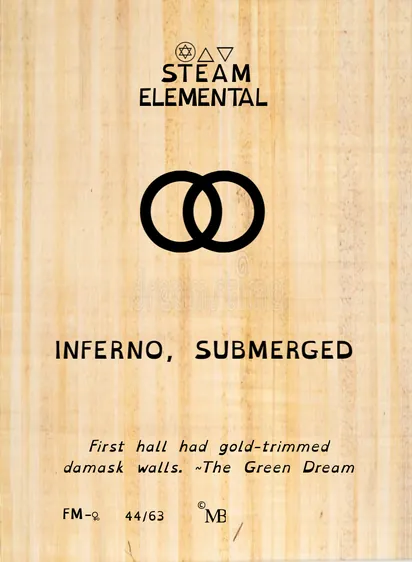 STEAM
ELEMENTAL
INFERNO, SUBMERGED
First hall had gold-trimmed
damask walls. ~The Green Dream
FM-♀ 44/63 ©MB